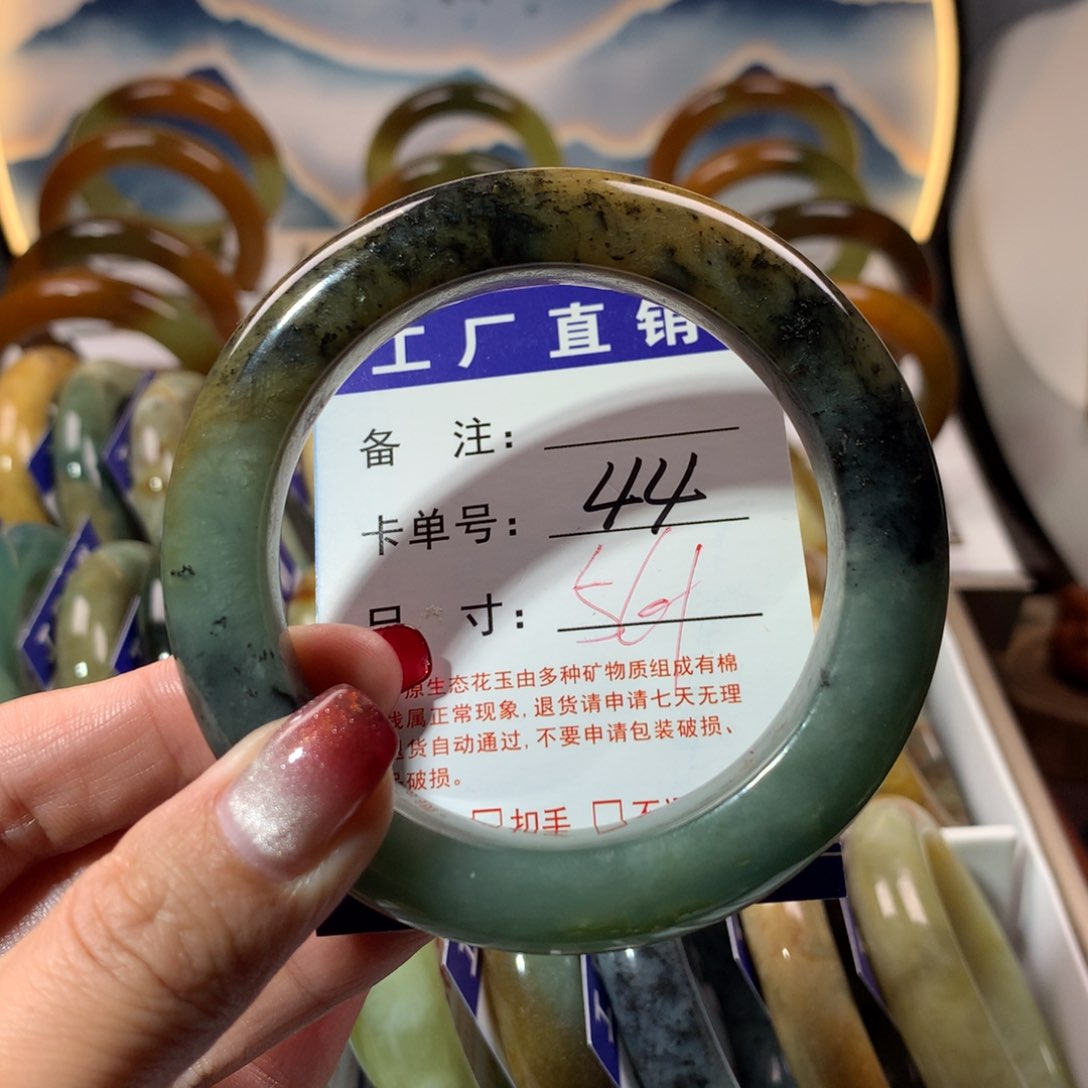 工厂直销
备 注：
卡单号： 44
尺 寸：
原生态花玉由多种矿物质组成有棉
线属正常现象，退货请申请七天无理
退货自动通过，不要申请包装破损、
破损。
□扣手 □不